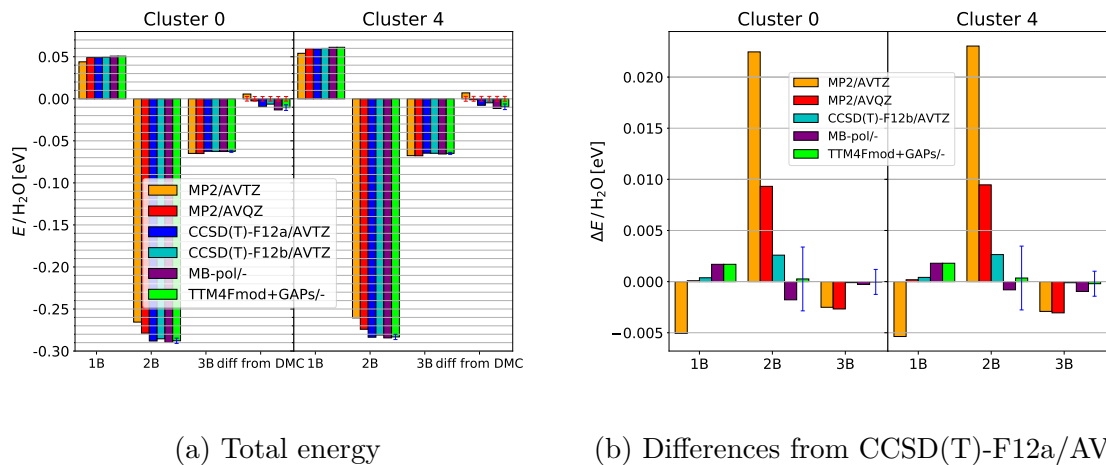 Cluster 0 Cluster 4
0.05
0.00
−0.05
−0.10
−0.15
−0.20
−0.25
−0.30
E / H₂O [eV]
MP2/AVTZ
MP2/AVQZ
CCSD(T)-F12a/AVTZ
CCSD(T)-F12b/AVTZ
MB-pol/-
TTM4Fmod+GAPs/-
1B 2B 3B diff from DMC 1B 2B 3B diff from DMC
(a) Total energy
Cluster 0 Cluster 4
0.020
0.015
0.010
0.005
0.000
−0.005
ΔE / H₂O [eV]
MP2/AVTZ
MP2/AVQZ
CCSD(T)-F12b/AVTZ
MB-pol/-
TTM4Fmod+GAPs/-
1B 2B 3B 1B 2B 3B
(b) Differences from CCSD(T)-F12a/AV